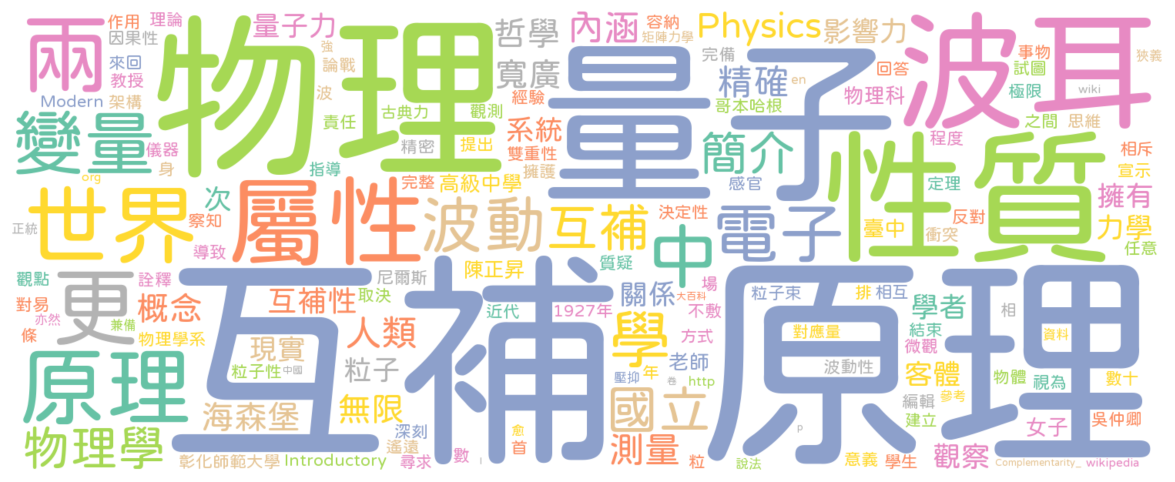 兩
作用
理論
因果性
來回
教授
Modern
架構
變量
儀器
身
org
物理
量子力
強
論戰
波
責任
指導
古典力
觀測
精密
提出
哲學
寬廣
經驗
系統
雙重性
擁護
內涵
容納
矩陣力學
Physics
影響力
完備
精確
en
哥本哈根
回答
物理科
量子
簡介
感官
波耳
事物
試圖
極限
wiki
狹義
之間
思維
程度
相斥
宣示
定理
擁有
反對
力學
任意
性質
衝突
臺中
電子
世界
正統
次
察知
導致
屬性
完整
高級中學
波動
互補
決定性
中
質疑
場
觀點
更
詮釋
對易
亦然
兼備
條
概念
物理學系
互補性
取決
尼爾斯
陳正昇
人類
近代
1927年
關係
大百科
不敷
方式
粒子束
排
相互
學者
結束
相
資料
微觀
對應量
互補原理
原理
現實
粒子性
中國
粒子
學
年
老師
壓抑
卷
http
波動性
客體
物體
視為
數十
參考
編輯
建立
海森堡
無限
國立
女子
吳仲卿
物理學
彰化師範大學
Introductory
深刻
遙遠
尋求
數
愈
首
測量
粒
說法
p
意義
學生
觀察
Complementarity_
wikipedia
l